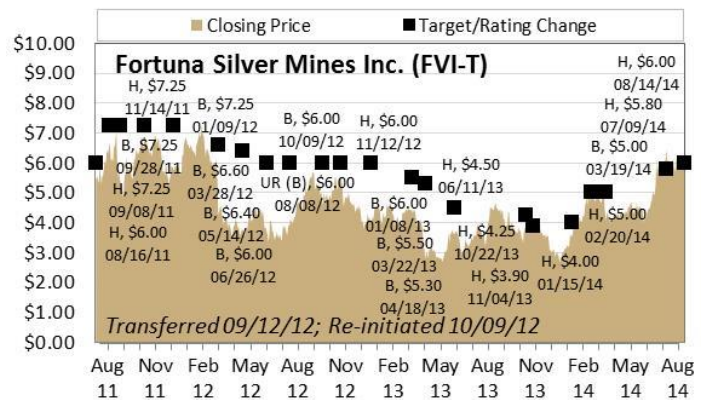 Closing Price
Target/Rating Change
Fortuna Silver Mines Inc. (FVI-T)
$10.00
$9.00
$8.00
$7.00
$6.00
$5.00
$4.00
$3.00
$2.00
$1.00
$0.00
H, $7.25
11/14/11
B, $7.25
09/28/11
H, $7.25
09/08/11
H, $6.00
08/16/11
B, $7.25
01/09/12
B, $6.60
03/28/12
B, $6.40
05/14/12
B, $6.00
06/26/12
B, $6.00
10/09/12
UR (B), $6.00
08/08/12
H, $6.00
11/12/12
B, $6.00
01/08/13
B, $5.50
03/22/13
B, $5.30
04/18/13
H, $4.50
06/11/13
H, $4.25
10/22/13
H, $3.90
11/04/13
H, $4.00
01/15/14
H, $6.00
08/14/14
H, $5.80
07/09/14
B, $5.00
03/19/14
H, $5.00
02/20/14
Transferred 09/12/12; Re-initiated 10/09/12
Aug Nov Feb May Aug Nov Feb May Aug Nov Feb May Aug
11 11 12 12 12 12 13 13 13 13 14 14 14